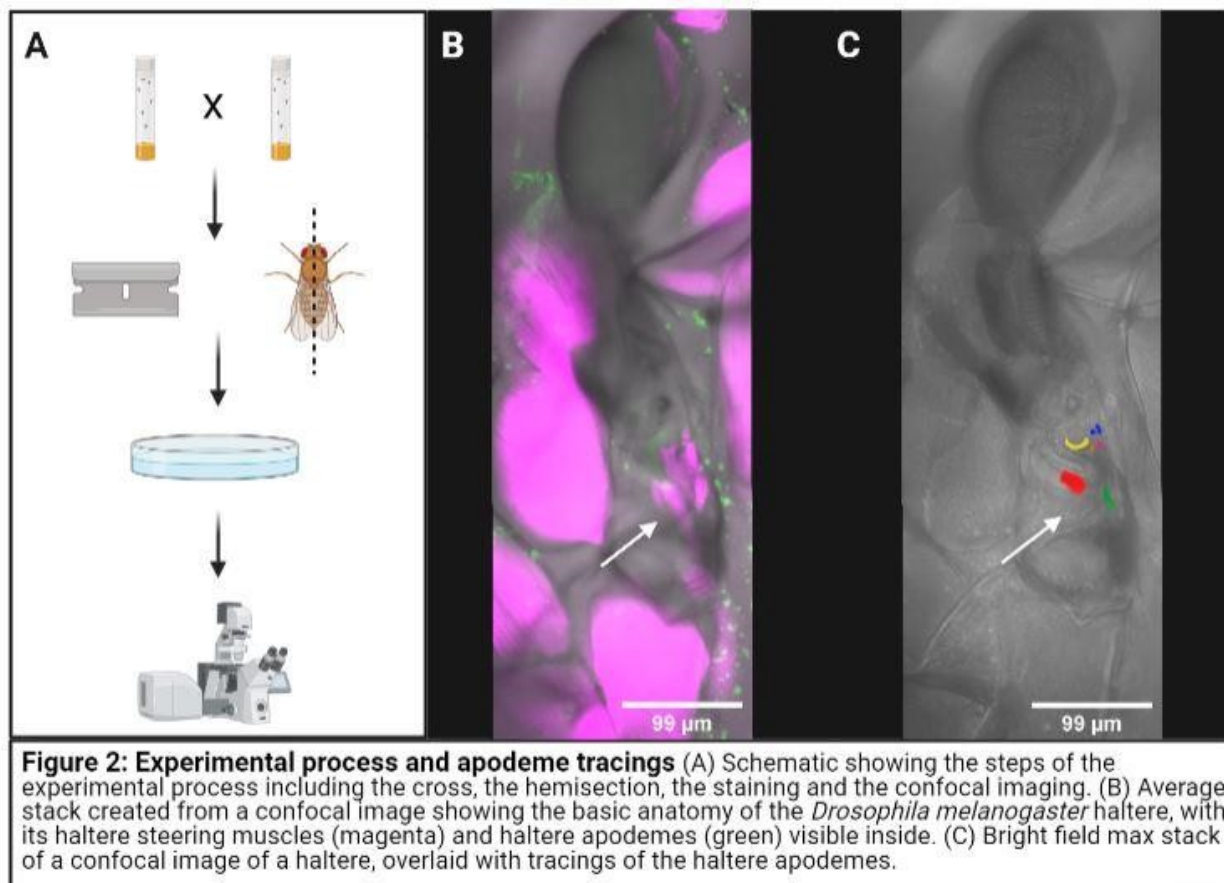 A
X
B
99 µm
C
99 µm
Figure 2: Experimental process and apodeme tracings (A) Schematic showing the steps of the
experimental process including the cross, the hemisection, the staining and the confocal imaging. (B) Average
stack created from a confocal image showing the basic anatomy of the Drosophila melanogaster haltere, with
its haltere steering muscles (magenta) and haltere apodemes (green) visible inside. (C) Bright field max stack
of a confocal image of a haltere, overlaid with tracings of the haltere apodemes.